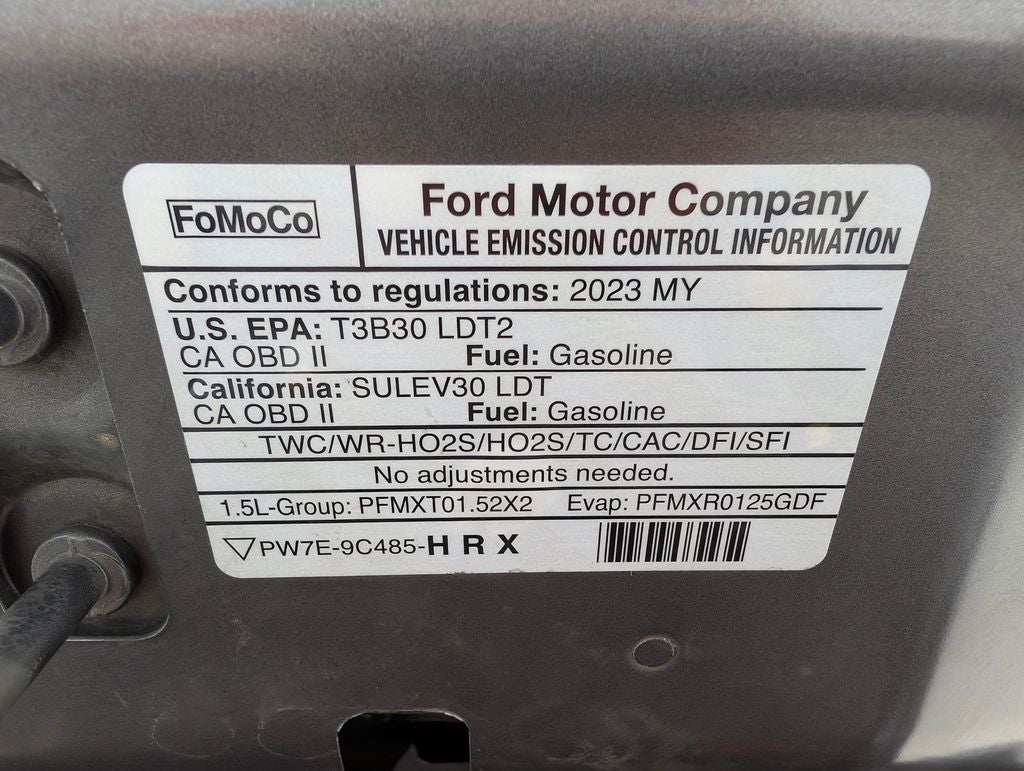 FoMoCo
Ford Motor Company
VEHICLE EMISSION CONTROL INFORMATION
Conforms to regulations: 2023 MY
U.S. EPA: T3B30 LDT2
CA OBD II Fuel: Gasoline
California: SULEV30 LDT
CA OBD II Fuel: Gasoline
TWC/WR-HO2S/HO2S/TC/CAC/DFI/SFI
No adjustments needed.
1.5L-Group: PFMXT01.52X2 Evap: PFMXR0125GDF
PW7E-9C485-H R X